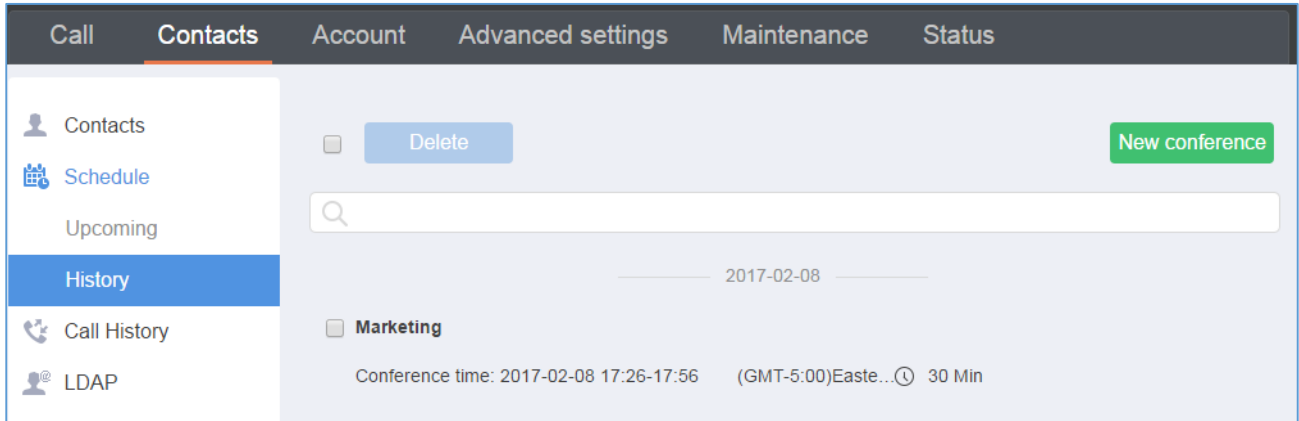 Call Contacts Account Advanced settings Maintenance Status
Contacts
Schedule
Upcoming
History
Call History
LDAP
Delete New conference
2017-02-08
Marketing
Conference time: 2017-02-08 17:26-17:56 (GMT-5:00)Easte... 30 Min